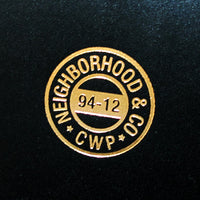 NEIGHBORHOOD & CO
94-12
★ CWP ★